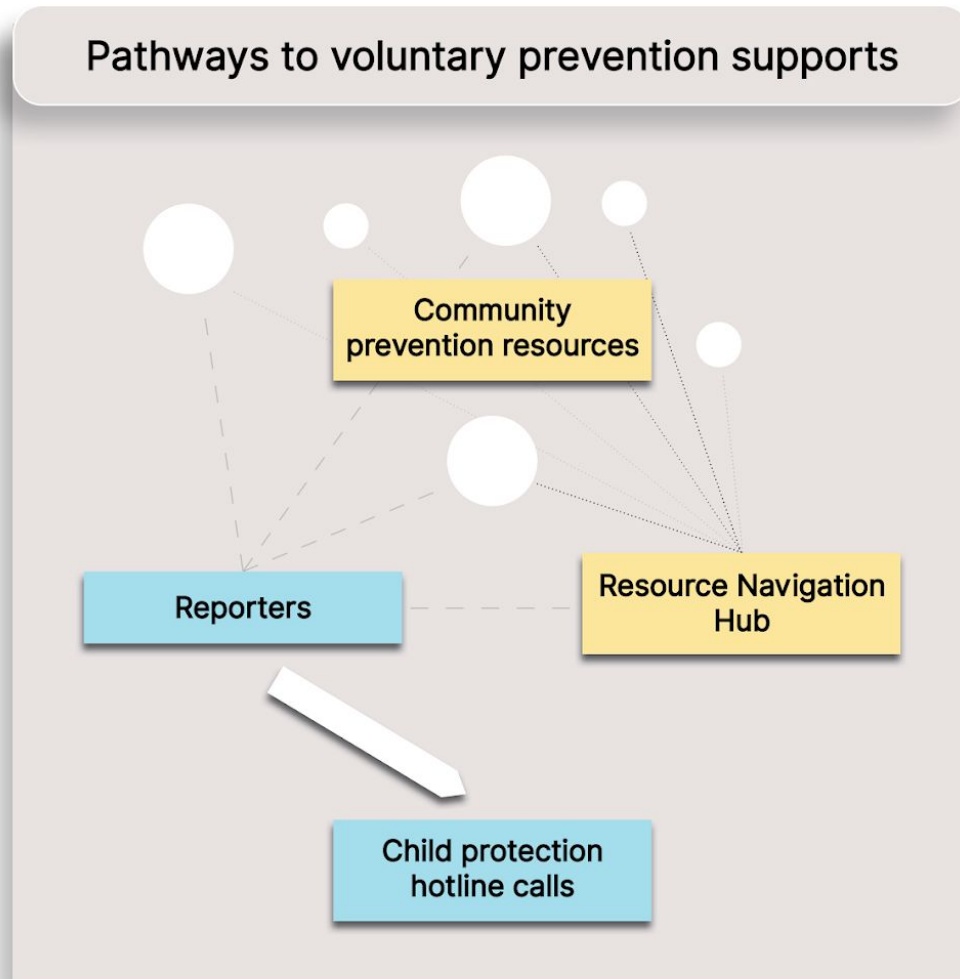 Pathways to voluntary prevention supports
Community
prevention resources
Reporters
Resource Navigation
Hub
Child protection
hotline calls